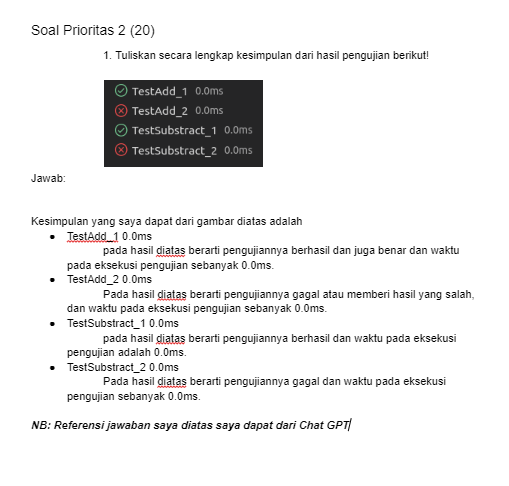 Soal Prioritas 2 (20)
1. Tuliskan secara lengkap kesimpulan dari hasil pengujian berikut!
TestAdd_1 0.0ms
TestAdd_2 0.0ms
TestSubstract_1 0.0ms
TestSubstract_2 0.0ms
Jawab:
Kesimpulan yang saya dapat dari gambar diatas adalah
• TestAdd_1 0.0ms
pada hasil diatas berarti pengujiannya berhasil dan juga benar dan waktu
pada eksekusi pengujian sebanyak 0.0ms.
• TestAdd_2 0.0ms
Pada hasil diatas berarti pengujiannya gagal atau memberi hasil yang salah,
dan waktu pada eksekusi pengujian sebanyak 0.0ms.
• TestSubstract_1 0.0ms
pada hasil diatas berarti pengujiannya berhasil dan waktu pada eksekusi
pengujian adalah 0.0ms.
• TestSubstract_2 0.0ms
Pada hasil diatas berarti pengujiannya gagal dan waktu pada eksekusi
pengujian sebanyak 0.0ms.
NB: Referensi jawaban saya diatas saya dapat dari Chat GPT